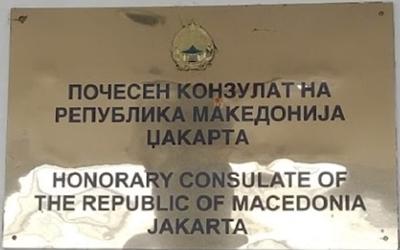 ПОЧЕСЕН КОНЗУЛАТ НА
РЕПУБЛИКА МАКЕДОНИЈА
ЏАКАРТА
HONORARY CONSULATE OF
THE REPUBLIC OF MACEDONIA
JAKARTA